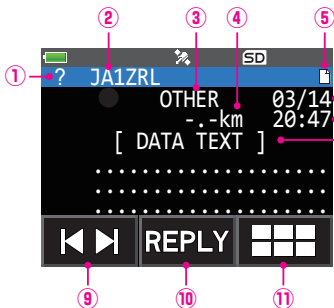 ② ③ ④ ⑤
SD
① ? JA1ZRL
OTHER 03/14
-.-km 20:47
[ DATA TEXT ]
....................
....................
REPLY
⑨ ⑩ ⑪